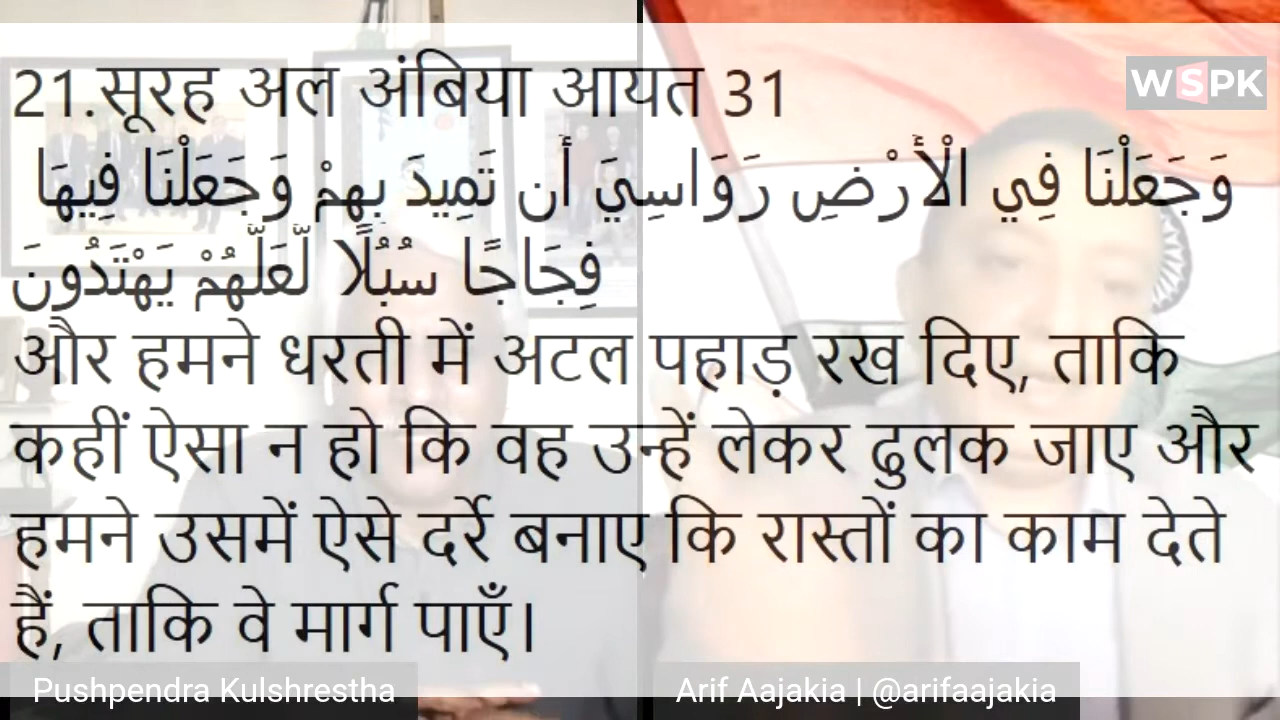 WSPK
21.सूरह अल अंबिया आयत 31
وَجَعَلْنَا فِي الْأَرْضِ رَوَاسِيَ أَن تَمِيدَ بِهِمْ وَجَعَلْنَا فِيهَا
فِجَاجًا سُبُلًا لَّعَلَّهُمْ يَهْتَدُونَ
और हमने धरती में अटल पहाड़ रख दिए, ताकि
कहीं ऐसा न हो कि वह उन्हें लेकर ढुलक जाए और
हमने उसमें ऐसे दर्रे बनाए कि रास्तों का काम देते
हैं, ताकि वे मार्ग पाएँ।
Pushpendra Kulshrestha
Arif Aajakia | @arifaajakia